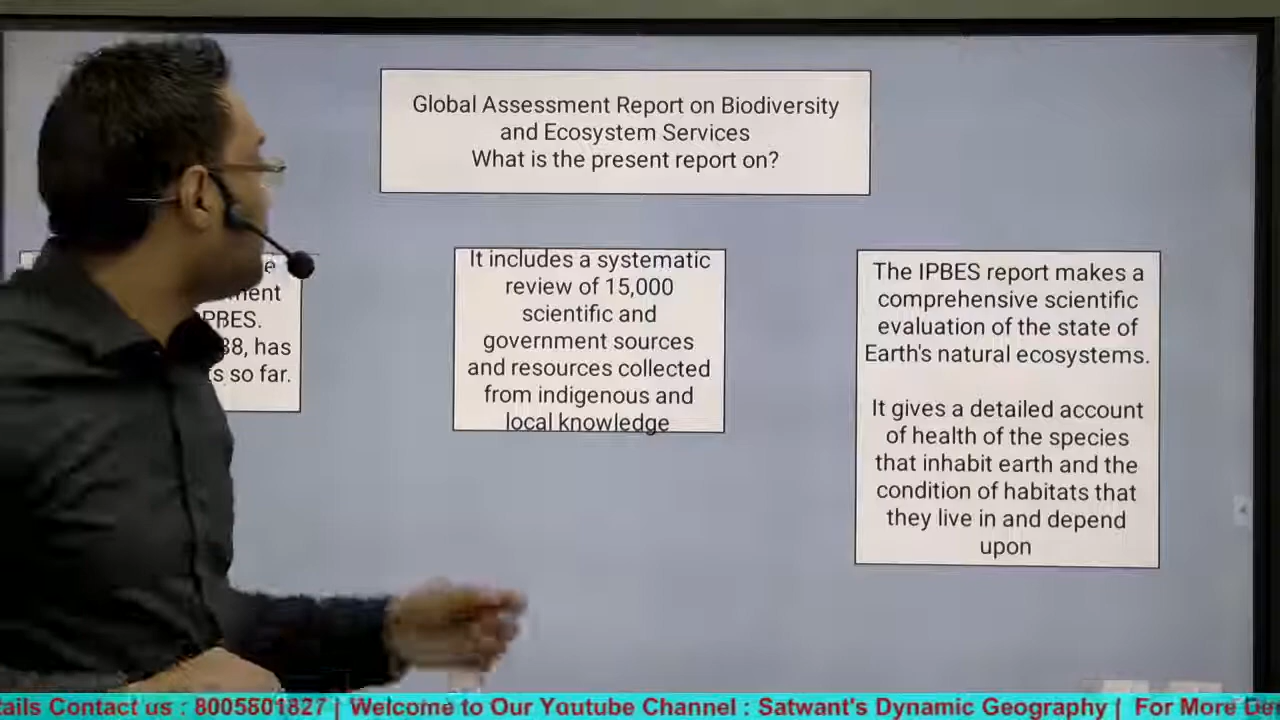 Global Assessment Report on Biodiversity
and Ecosystem Services
What is the present report on?
PBES.
has
so far.
It includes a systematic
review of 15,000
scientific and
government sources
and resources collected
from indigenous and
local knowledge
The IPBES report makes a
comprehensive scientific
evaluation of the state of
Earth's natural ecosystems.
It gives a detailed account
of health of the species
that inhabit earth and the
condition of habitats that
they live in and depend
upon
tails Contact us : 8005801827 | Welcome to Our Youtube Channel : Satwant's Dynamic Geography | For More De